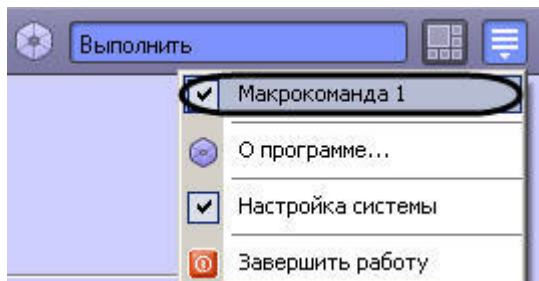 Выполнить
Макрокоманда 1
О программе...
Настройка системы
Завершить работу